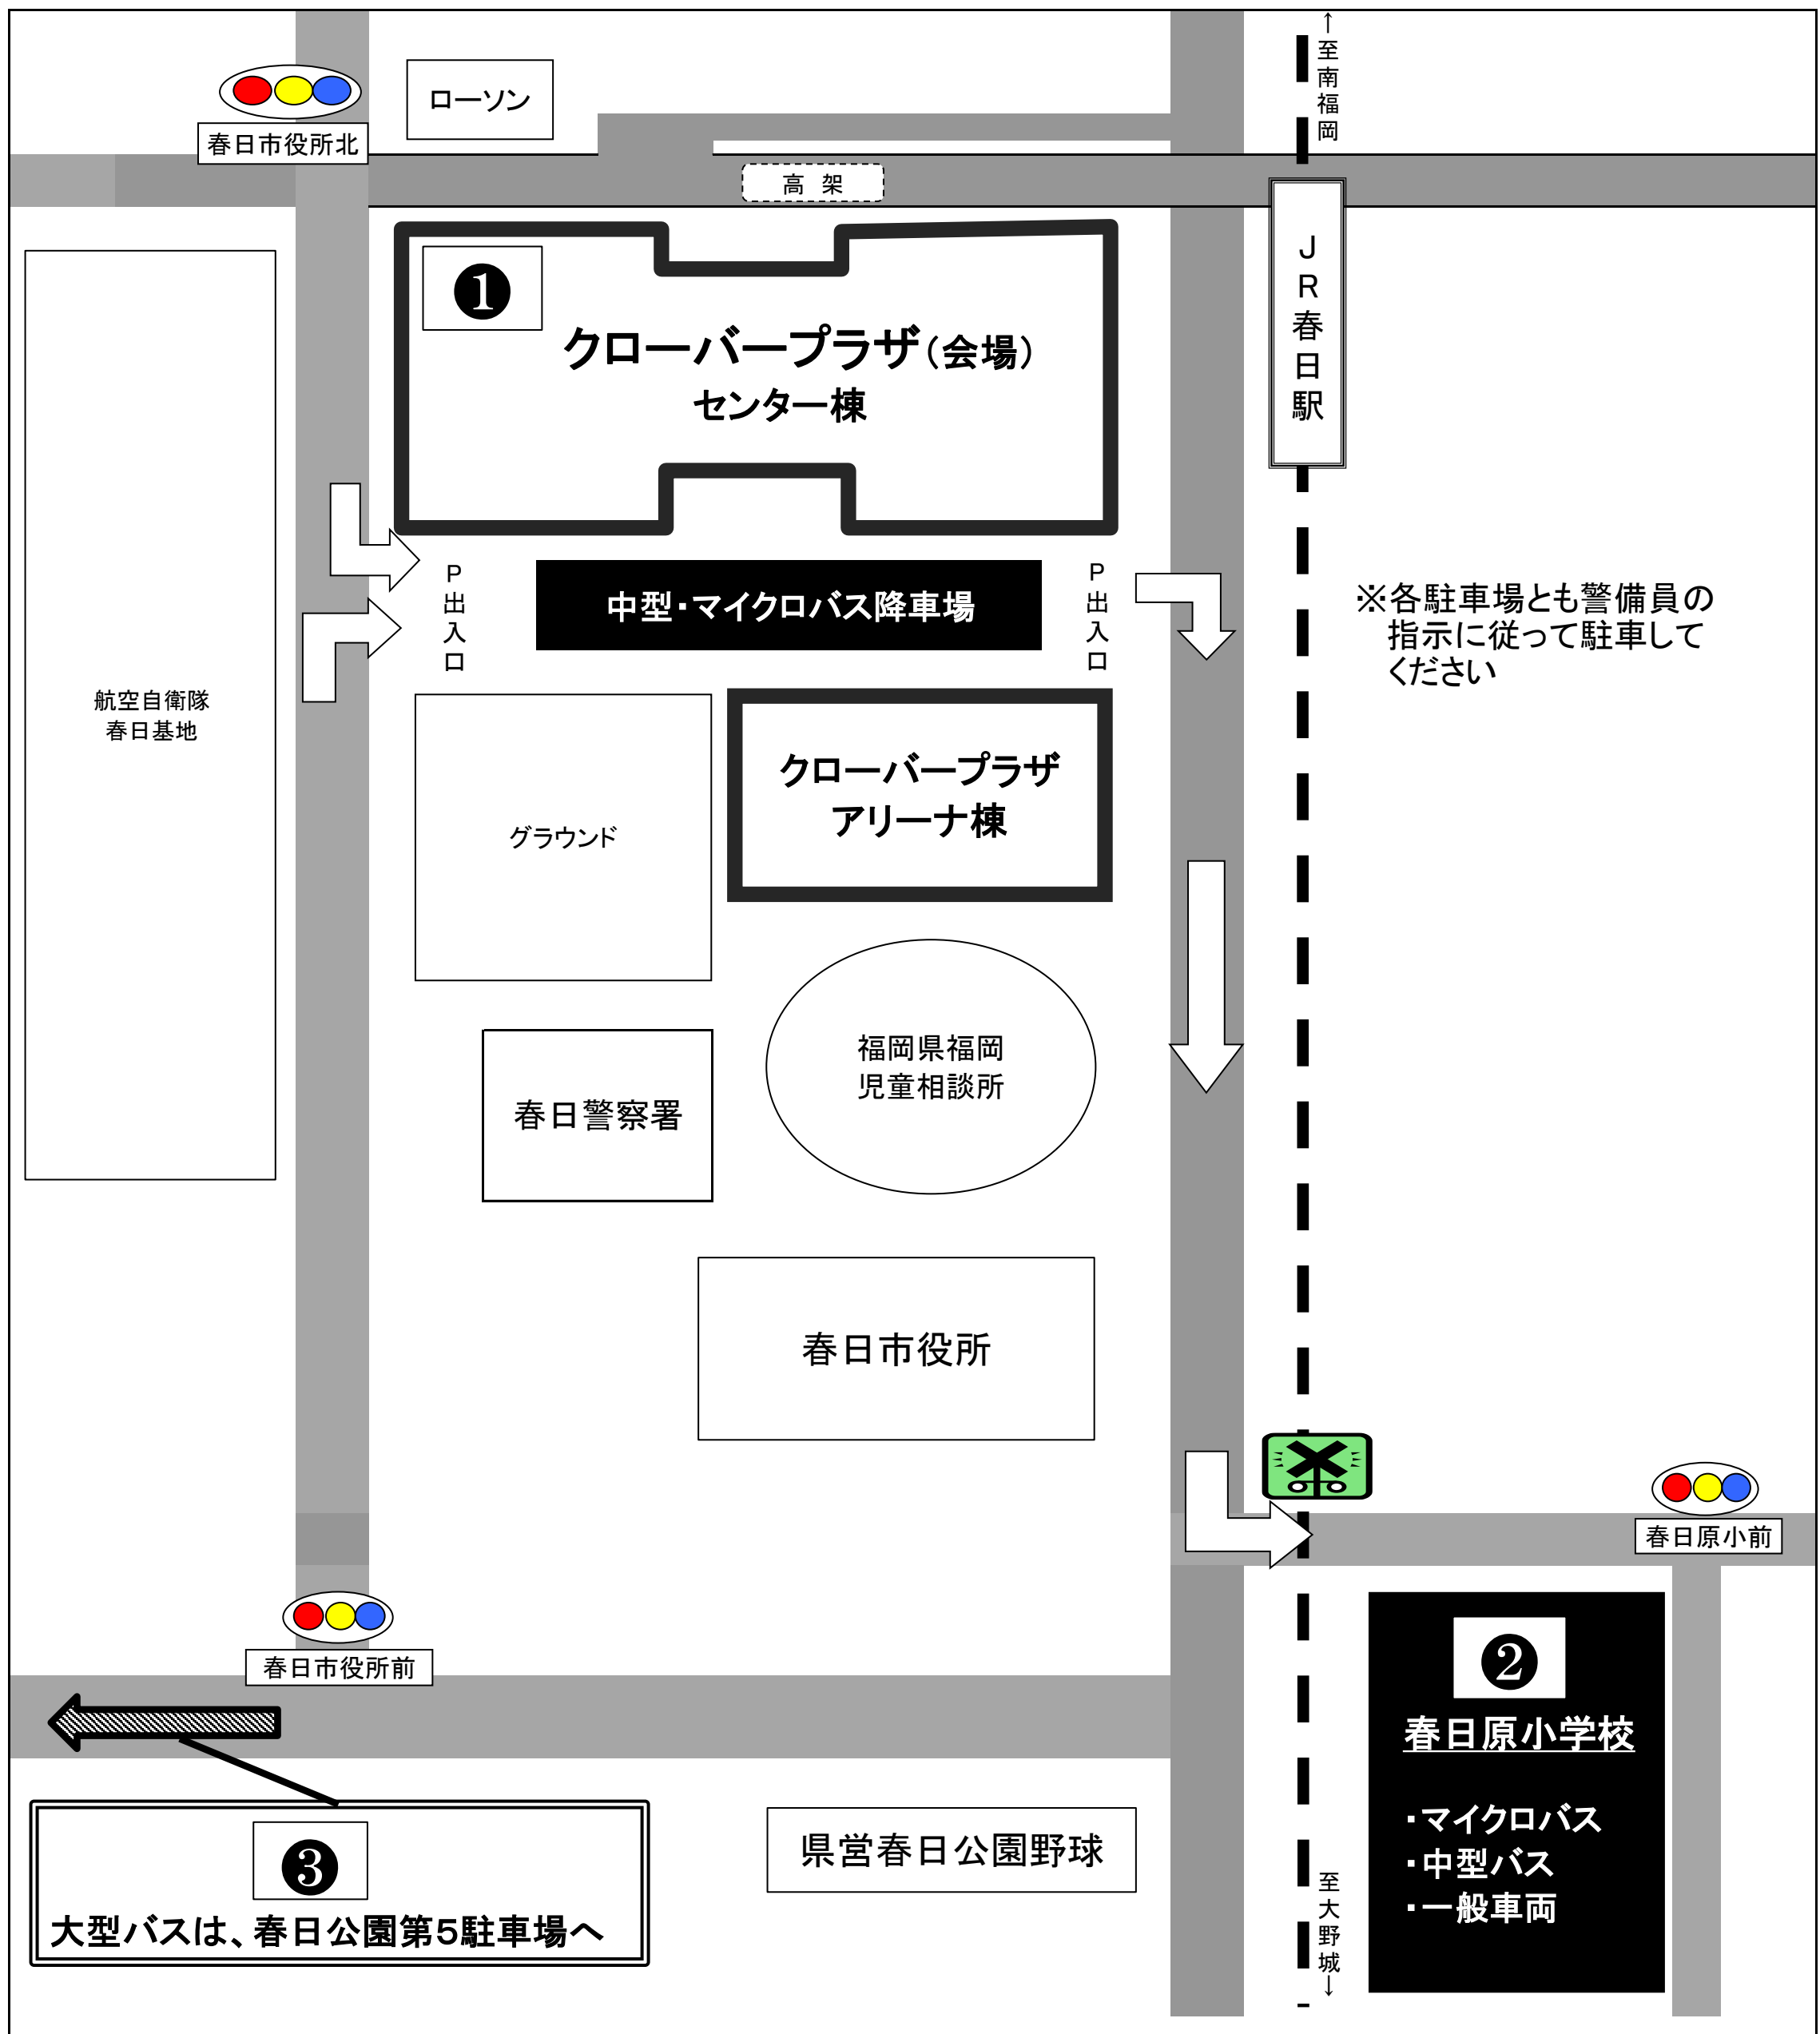 ↑至南福岡
ローソン
春日市役所北
高 架
❶
クローバープラザ（会場）
センター棟
ＪＲ春日駅
Ｐ出入口
中型・マイクロバス降車場
Ｐ出入口
※各駐車場とも警備員の
指示に従って駐車して
ください
航空自衛隊
春日基地
グラウンド
クローバープラザ
アリーナ棟
福岡県福岡
児童相談所
春日警察署
春日市役所
春日原小前
春日市役所前
❷
春日原小学校
・マイクロバス
・中型バス
・一般車両
❸
大型バスは、春日公園第５駐車場へ
県営春日公園野球
至大野城→